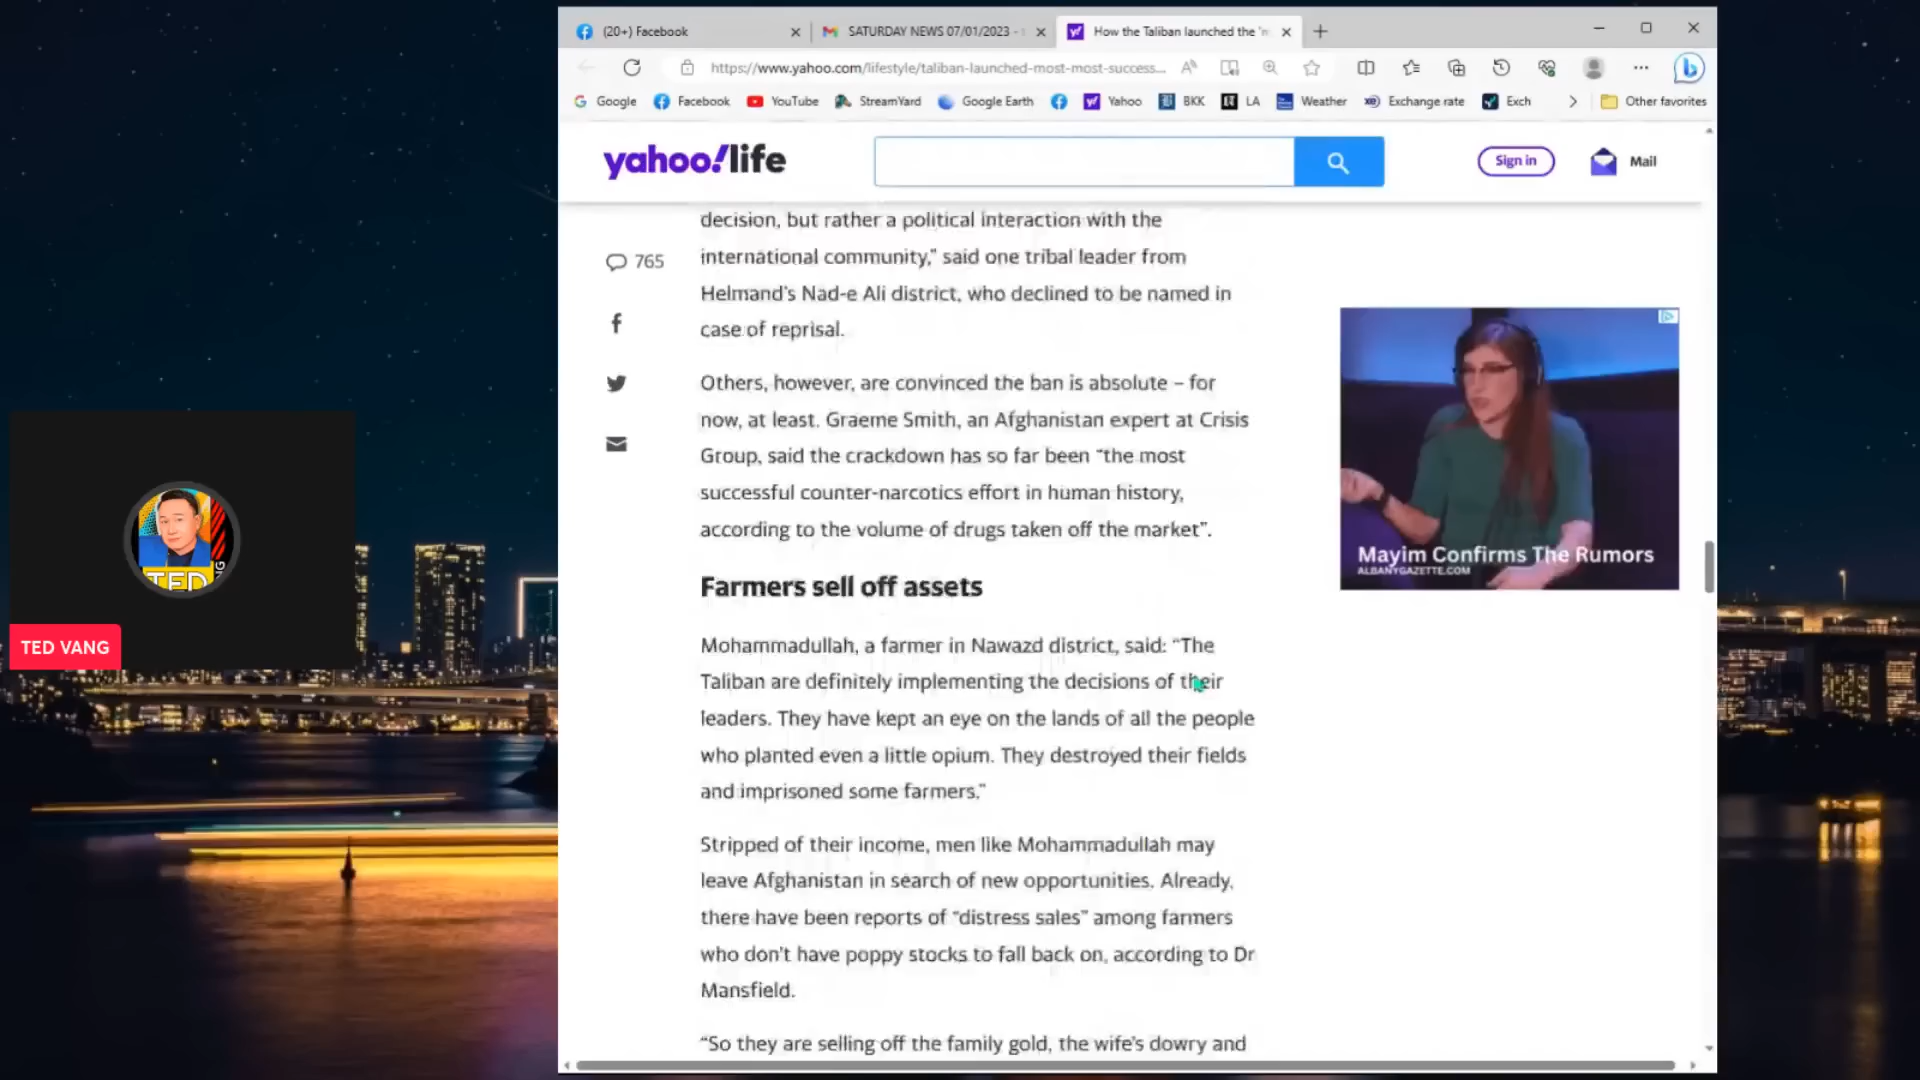 (20+) Facebook
SATURDAY NEWS 07/01/2023 -
How the Taliban launched the
https://www.yahoo.com/lifestyle/taliban-launched-most-most-success...
Google
Facebook
YouTube
StreamYard
Google Earth
Yahoo
BKK
LA
Weather
Exchange rate
Exch
Other favorites
yahoo!life
Sign in
Mail
765
decision, but rather a political interaction with the
international community,” said one tribal leader from
Helmand’s Nad-e Ali district, who declined to be named in
case of reprisal.
Others, however, are convinced the ban is absolute – for
now, at least. Graeme Smith, an Afghanistan expert at Crisis
Group, said the crackdown has so far been “the most
successful counter-narcotics effort in human history,
according to the volume of drugs taken off the market”.
Farmers sell off assets
Mohammadullah, a farmer in Nawazd district, said: “The
Taliban are definitely implementing the decisions of their
leaders. They have kept an eye on the lands of all the people
who planted even a little opium. They destroyed their fields
and imprisoned some farmers.”
Stripped of their income, men like Mohammadullah may
leave Afghanistan in search of new opportunities. Already,
there have been reports of “distress sales” among farmers
who don’t have poppy stocks to fall back on, according to Dr
Mansfield.
“So they are selling off the family gold, the wife’s dowry and
Mayim Confirms The Rumors
ALBANYGAZETTE.COM
TED
TED VANG